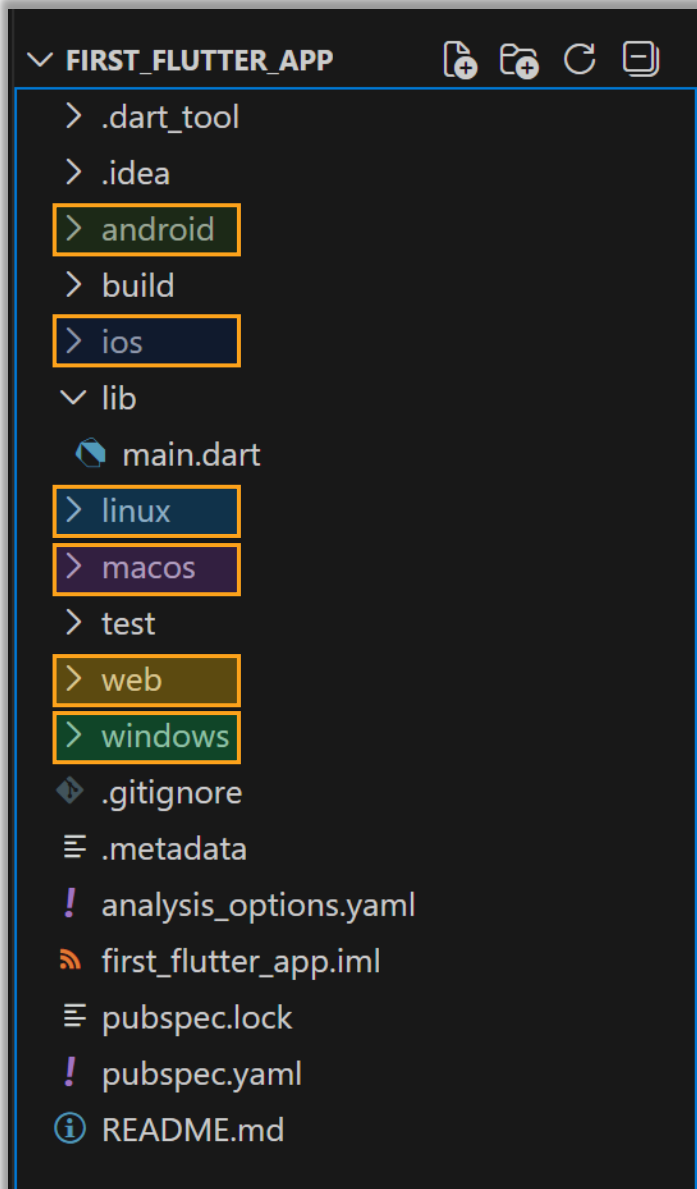 FIRST_FLUTTER_APP
.dart_tool
.idea
android
build
ios
lib
main.dart
linux
macos
test
web
windows
.gitignore
.metadata
analysis_options.yaml
first_flutter_app.iml
pubspec.lock
pubspec.yaml
README.md